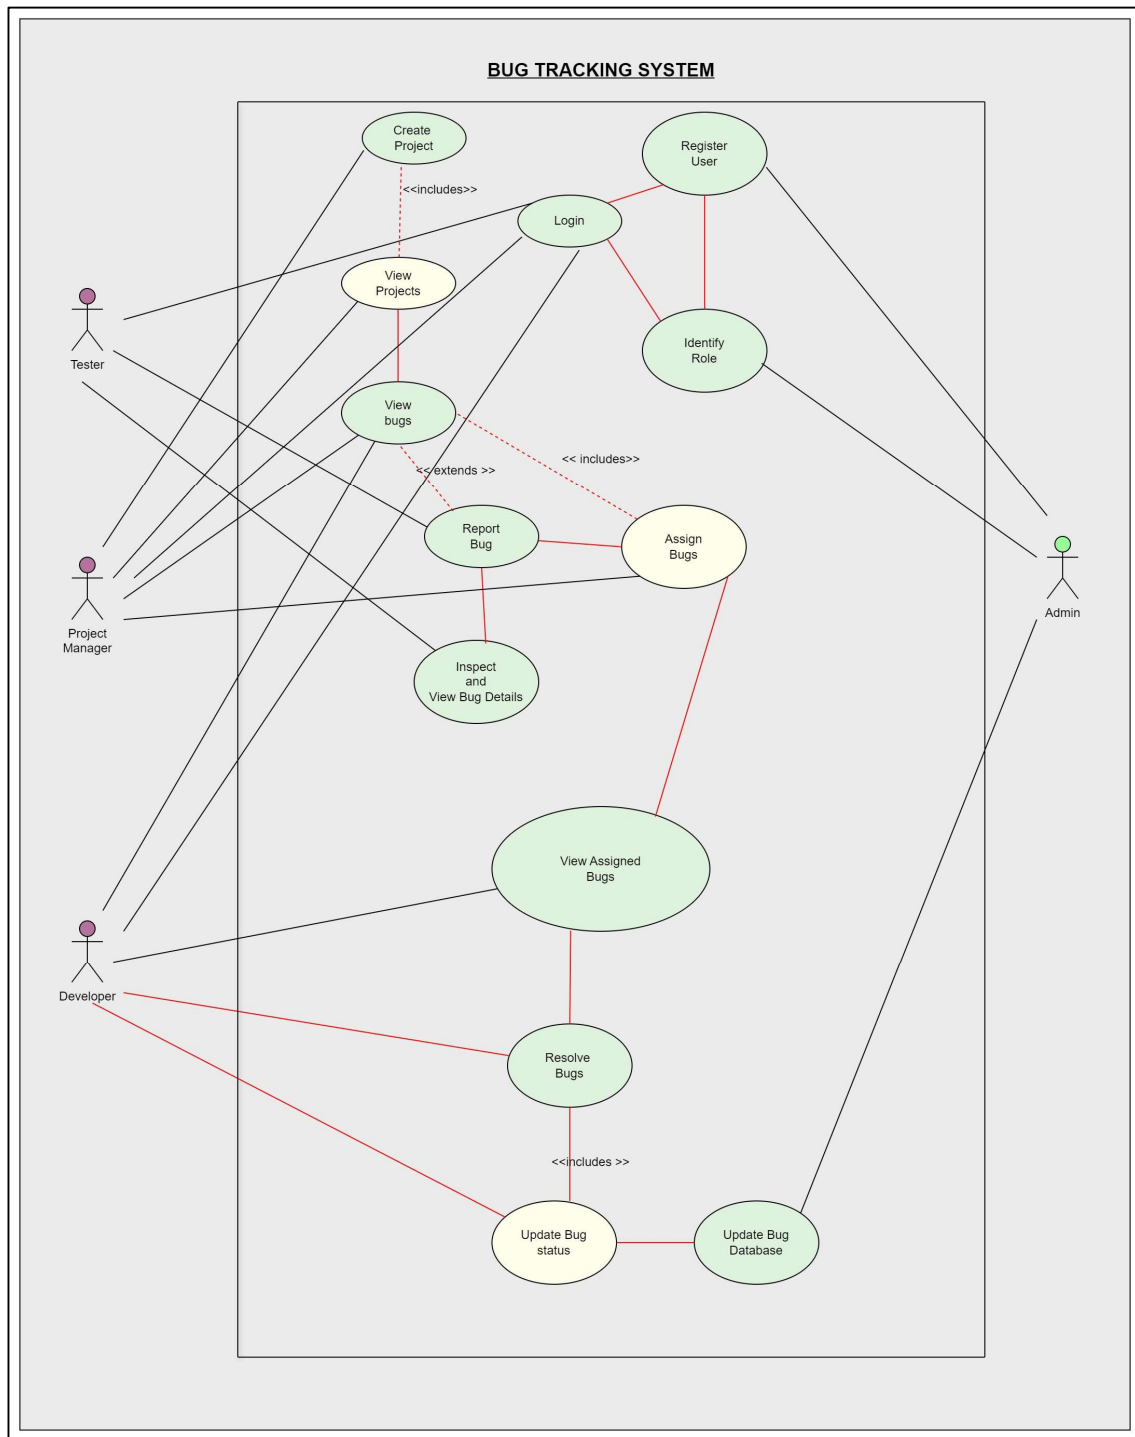 BUG TRACKING SYSTEM
Create
Project
Register
User
<<includes>>
Login
View
Projects
Tester
Identify
Role
View
bugs
<< includes>>
<< extends >>
Report
Bug
Assign
Bugs
Project
Manager
Admin
Inspect
and
View Bug Details
View Assigned
Bugs
Developer
Resolve
Bugs
<<includes >>
Update Bug
status
Update Bug
Database